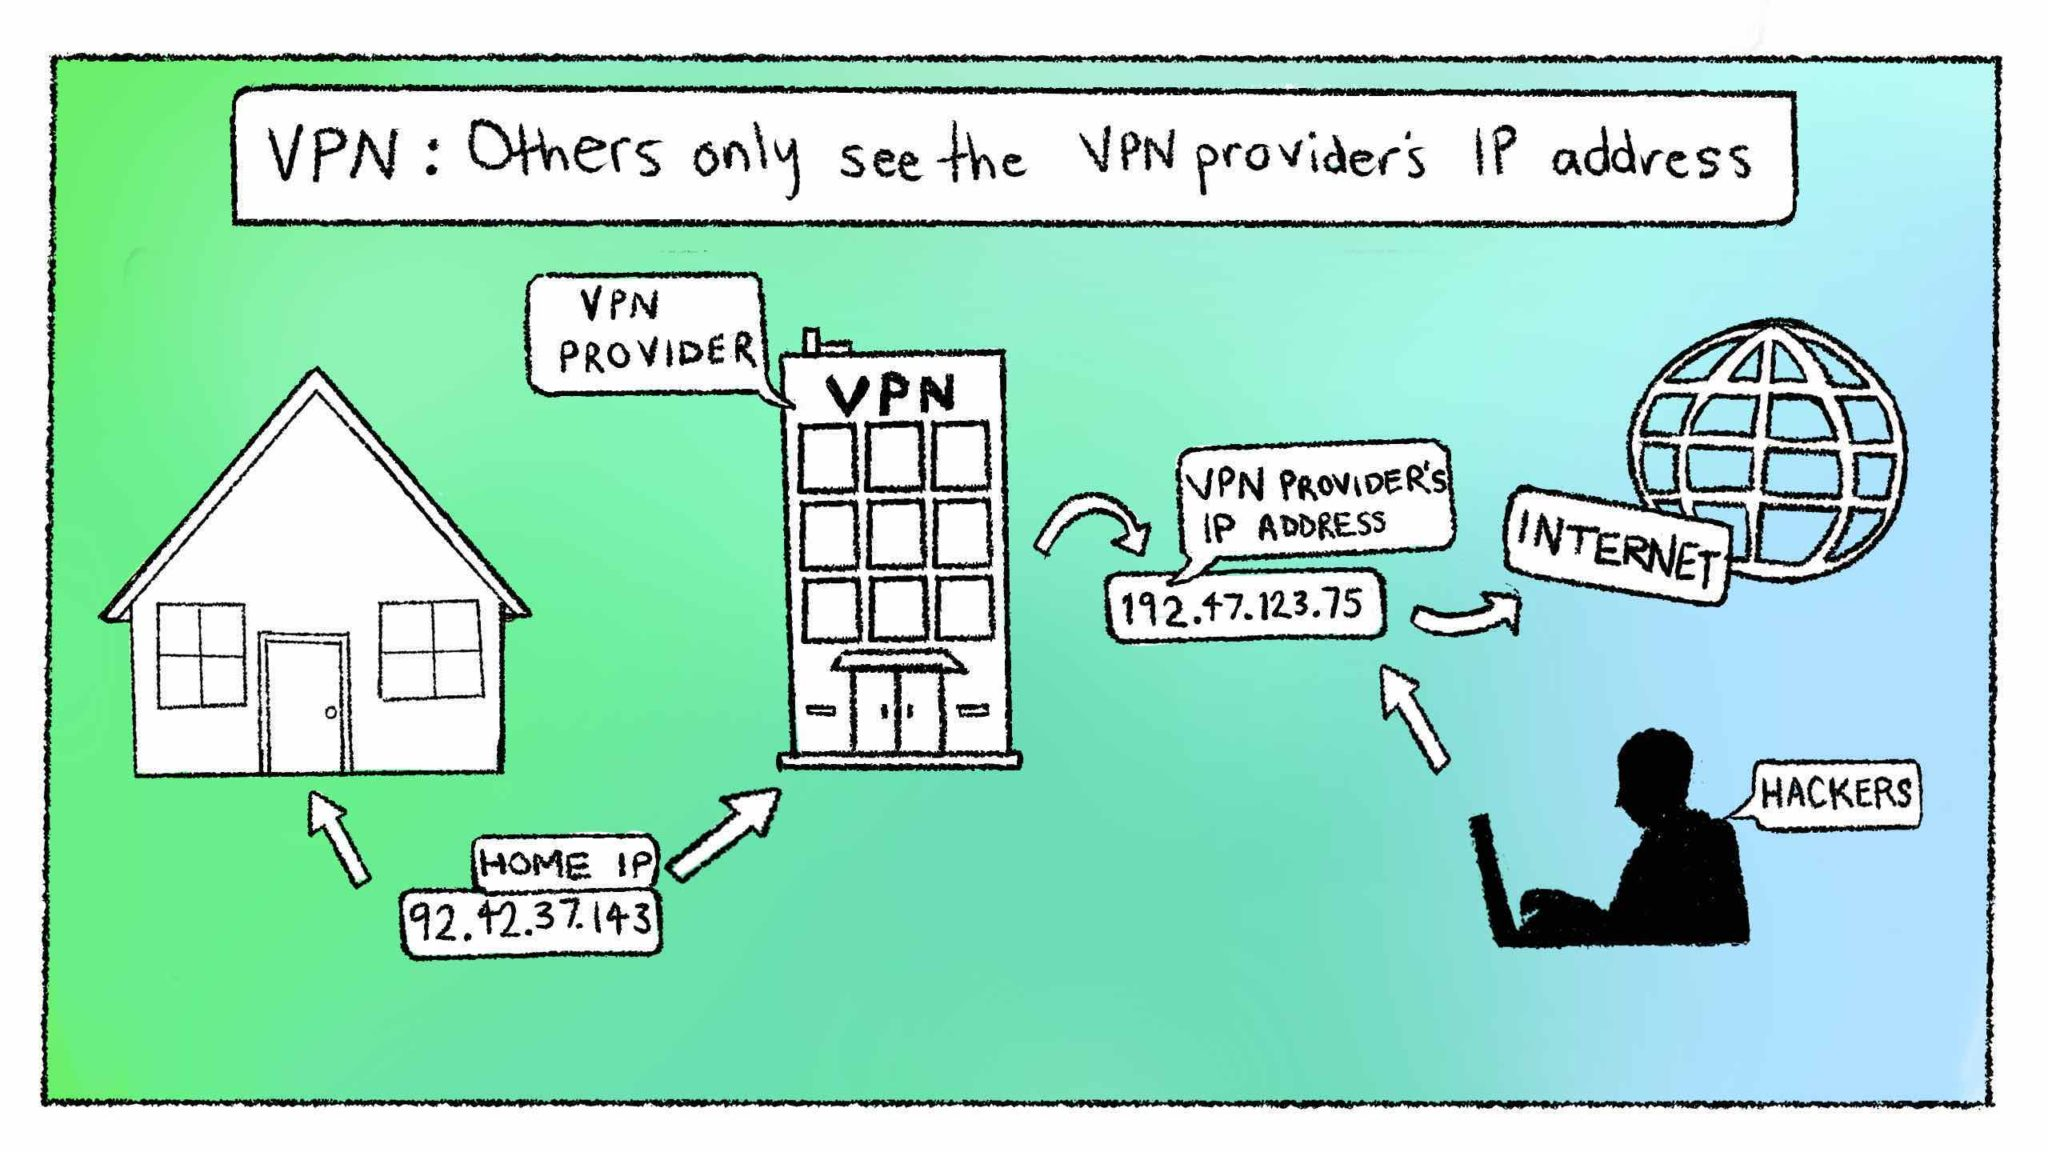 VPN: Others only see the VPN provider's IP address
VPN
PROVIDER
VPN
VPN PROVIDER'S
IP ADDRESS
192.47.123.75
INTERNET
HACKERS
HOME IP
92.42.37.143